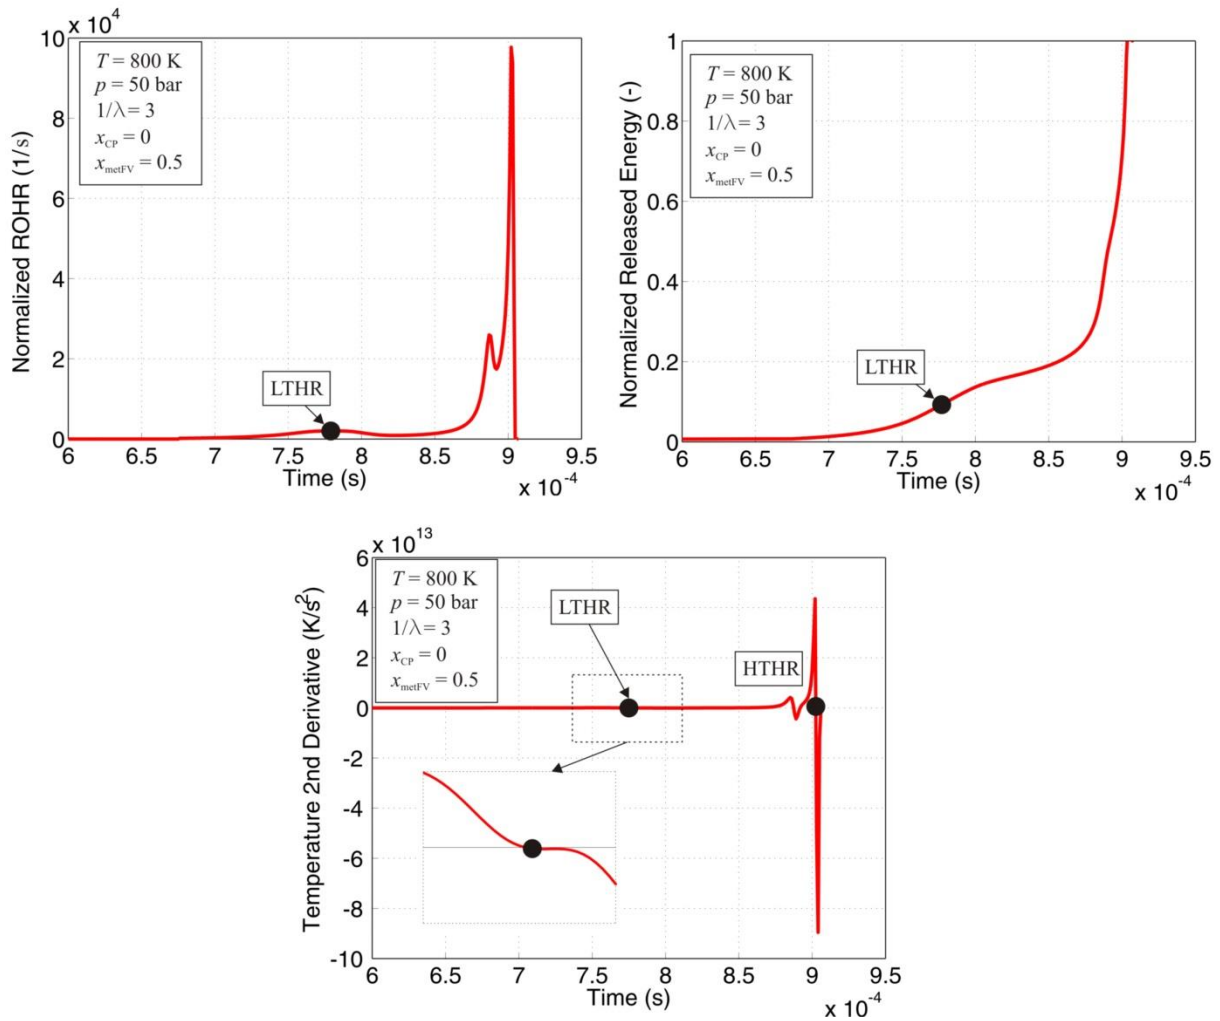 x 10⁴
Normalized ROHR (1/s)
10
8
6
4
2
0
T = 800 K
p = 50 bar
1/λ= 3
x_CP = 0
x_metFV = 0.5
LTHR
6 6.5 7 7.5 8 8.5 9 9.5
Time (s)
x 10⁻⁴
Normalized Released Energy (-)
1
0.8
0.6
0.4
0.2
0
T = 800 K
p = 50 bar
1/λ= 3
x_CP = 0
x_metFV = 0.5
LTHR
6 6.5 7 7.5 8 8.5 9 9.5
Time (s)
x 10⁻⁴
x 10¹³
Temperature 2nd Derivative (K/s²)
6
4
2
0
-2
-4
-6
-8
-10
T = 800 K
p = 50 bar
1/λ= 3
x_CP = 0
x_metFV = 0.5
LTHR
HTHR
6 6.5 7 7.5 8 8.5 9 9.5
Time (s)
x 10⁻⁴